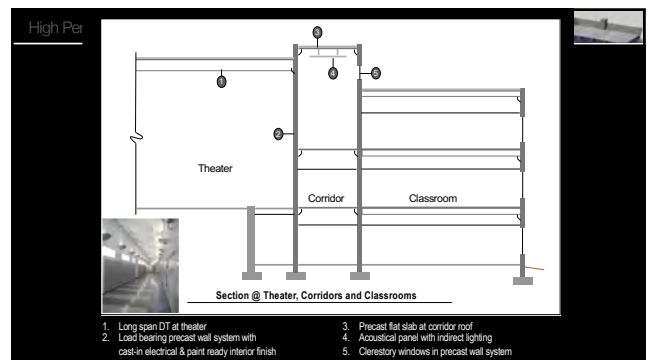 High Per
3
4
5
1
2
Theater
Corridor
Classroom
Section @ Theater, Corridors and Classrooms
1. Long span DT at theater
2. Load bearing precast wall system with
cast-in electrical & paint ready interior finish
3. Precast flat slab at corridor roof
4. Acoustical panel with indirect lighting
5. Clerestory windows in precast wall system